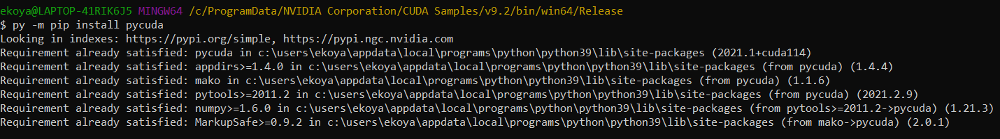 ekoya@LAPTOP-41RIK6J5 MINGW64 /c/ProgramData/NVIDIA Corporation/CUDA Samples/v9.2/bin/win64/Release
$ py -m pip install pycuda
Looking in indexes: https://pypi.org/simple, https://pypi.ngc.nvidia.com
Requirement already satisfied: pycuda in c:\users\ekoya\appdata\local\programs\python\python39\lib\site-packages (2021.1+cuda114)
Requirement already satisfied: appdirs>=1.4.0 in c:\users\ekoya\appdata\local\programs\python\python39\lib\site-packages (from pycuda) (1.4.4)
Requirement already satisfied: mako in c:\users\ekoya\appdata\local\programs\python\python39\lib\site-packages (from pycuda) (1.1.6)
Requirement already satisfied: pytools>=2011.2 in c:\users\ekoya\appdata\local\programs\python\python39\lib\site-packages (from pycuda) (2021.2.9)
Requirement already satisfied: numpy>=1.6.0 in c:\users\ekoya\appdata\local\programs\python\python39\lib\site-packages (from pytools>=2011.2->pycuda) (1.21.3)
Requirement already satisfied: MarkupSafe>=0.9.2 in c:\users\ekoya\appdata\local\programs\python\python39\lib\site-packages (from mako->pycuda) (2.0.1)